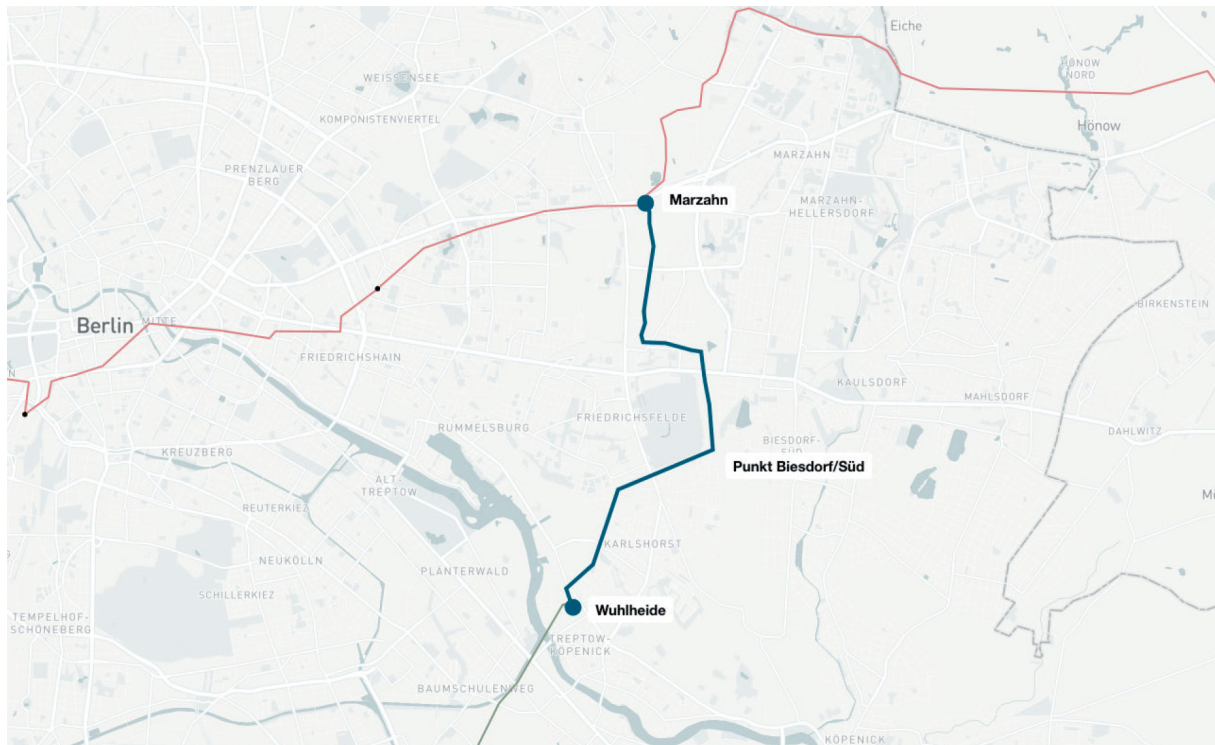 Eiche
WEISSENSEE
HÖNOW
NORD
KOMPONISTENVIERTEL
Hönow
MARZAHN
PRENZLAUER
BERG
Marzahn
MARZAHN-
HELLERSDORF
BIRKENSTEIN
Berlin
MITTE
FRIEDRICHSHAIN
KAULSDORF
MAHLSDORF
FRIEDRICHSFELDE
RUMMELSBURG
DAHLWITZ
BIESDORF-
SÜD
KREUZBERG
Punkt Biesdorf/Süd
ALT-
TREPTOW
REUTERKIEZ
KARLSHORST
NEUKÖLLN
PLÄNTERWALD
SCHILLERKIEZ
Wuhlheide
TEMPELHOF-
SCHÖNEBERG
TREPTOW-
KÖPENICK
BAUMSCHULENWEG
KÖPENICK